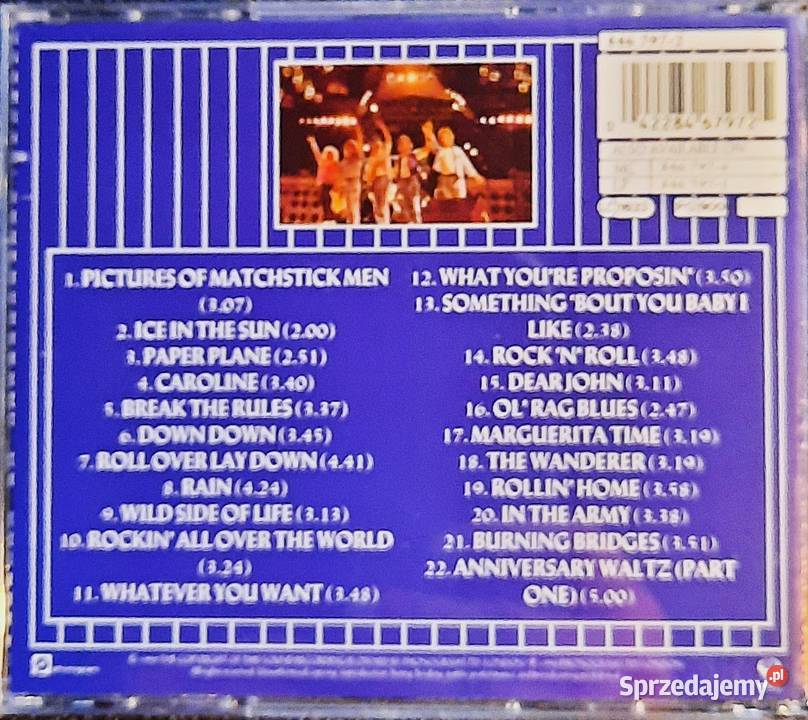 1. PICTURES OF MATCHSTICK MEN
(3.07)
2. ICE IN THE SUN (2.00)
3. PAPER PLANE (2.51)
4. CAROLINE (3.40)
5. BREAK THE RULES (3.37)
6. DOWN DOWN (3.45)
7. ROLL OVER LAY DOWN (4.41)
8. RAIN (4.24)
9. WILD SIDE OF LIFE (3.13)
10. ROCKIN' ALL OVER THE WORLD
(3.24)
11. WHATEVER YOU WANT (3.48)
12. WHAT YOU'RE PROPOSIN' (3.50)
13. SOMETHING 'BOUT YOU BABY I
LIKE (2.38)
14. ROCK 'N' ROLL (3.48)
15. DEAR JOHN (3.11)
16. OL' RAG BLUES (2.47)
17. MARGUERITA TIME (3.19)
18. THE WANDERER (3.19)
19. ROLLIN' HOME (3.58)
20. IN THE ARMY (3.38)
21. BURNING BRIDGES (3.51)
22. ANNIVERSARY WALTZ (PART
ONE) (5.00)
Sprzedajemy.pl